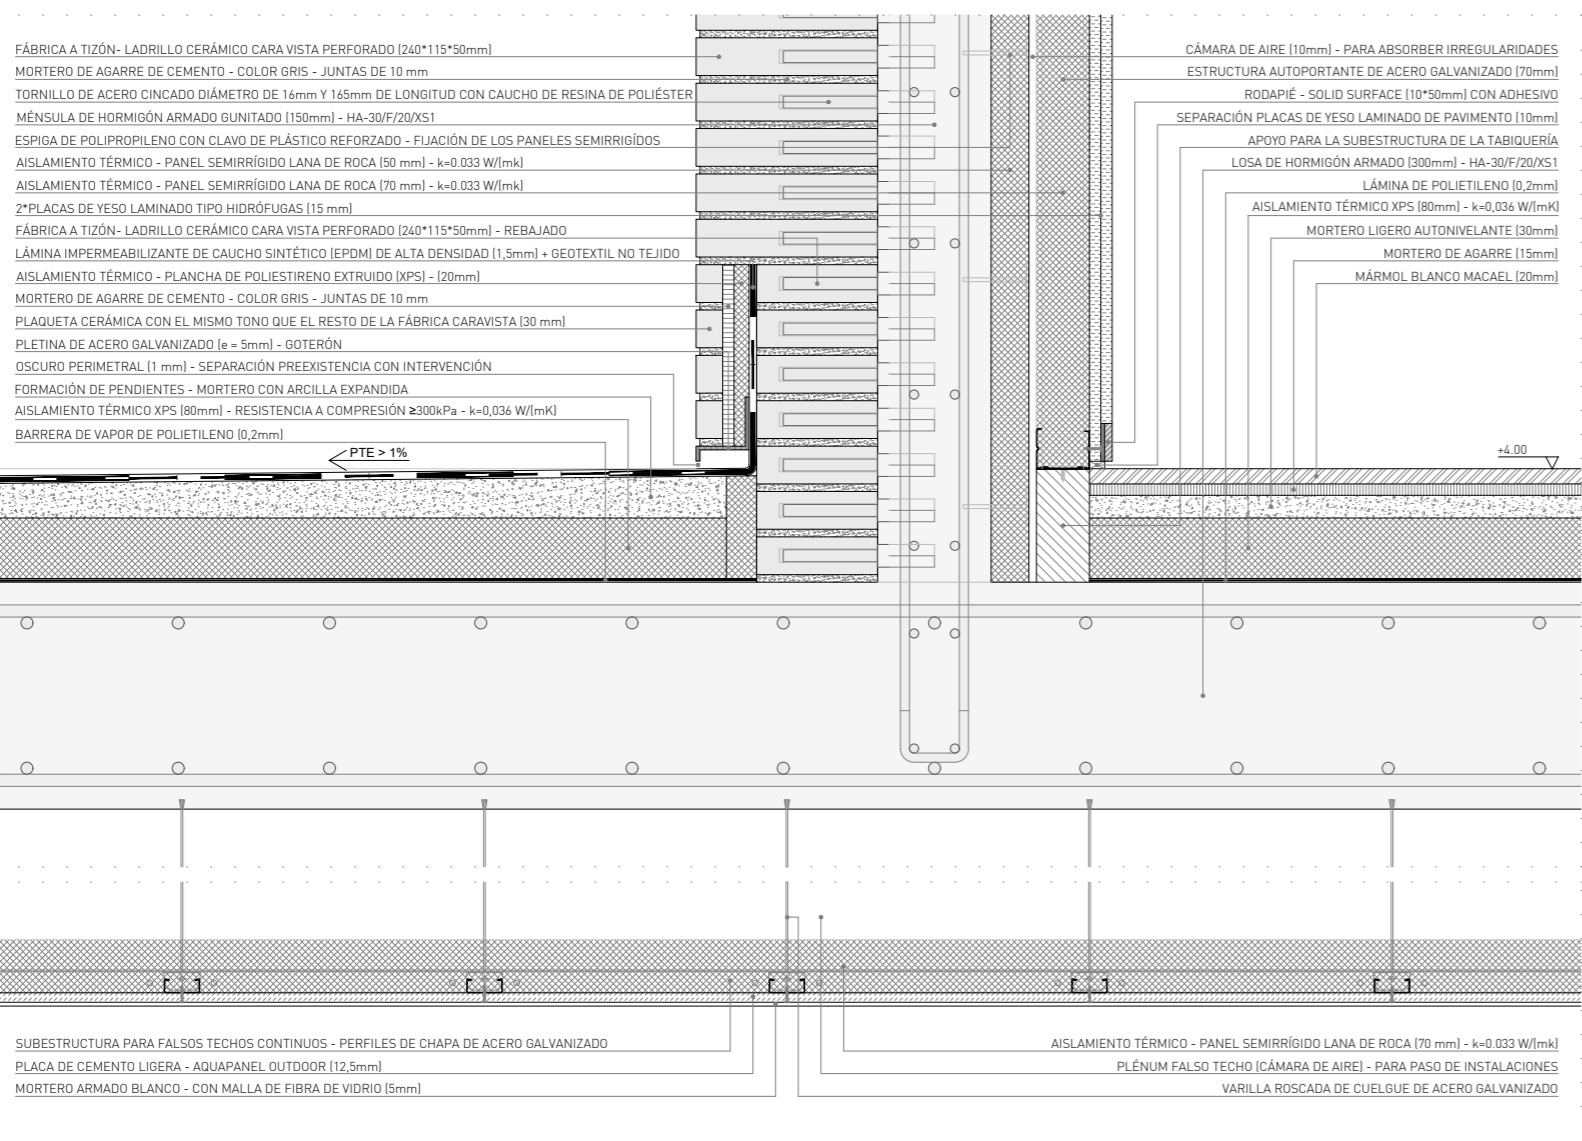 FÁBRICA A TIZÓN- LADRILLO CERÁMICO CARA VISTA PERFORADO (240*115*50mm)
MORTERO DE AGARRE DE CEMENTO - COLOR GRIS - JUNTAS DE 10 mm
TORNILLO DE ACERO CINCADO DIÁMETRO DE 16mm Y 165mm DE LONGITUD CON CAUCHO DE RESINA DE POLIÉSTER
MÉNSULA DE HORMIGÓN ARMADO GUNITADO (150mm) - HA-30/F/20/XS1
ESPIGA DE POLIPROPILENO CON CLAVO DE PLÁSTICO REFORZADO - FIJACIÓN DE LOS PANELES SEMIRRIGÍDOS
AISLAMIENTO TÉRMICO - PANEL SEMIRRÍGIDO LANA DE ROCA (50 mm) - k=0.033 W/(mk)
AISLAMIENTO TÉRMICO - PANEL SEMIRRÍGIDO LANA DE ROCA (70 mm) - k=0.033 W/(mk)
2*PLACAS DE YESO LAMINADO TIPO HIDRÓFUGAS (15 mm)
FÁBRICA A TIZÓN- LADRILLO CERÁMICO CARA VISTA PERFORADO (240*115*50mm) - REBAJADO
LÁMINA IMPERMEABILIZANTE DE CAUCHO SINTÉTICO (EPDM) DE ALTA DENSIDAD (1,5mm) + GEOTEXTIL NO TEJIDO
AISLAMIENTO TÉRMICO - PLANCHA DE POLIESTIRENO EXTRUIDO (XPS) - (20mm)
MORTERO DE AGARRE DE CEMENTO - COLOR GRIS - JUNTAS DE 10 mm
PLAQUETA CERÁMICA CON EL MISMO TONO QUE EL RESTO DE LA FÁBRICA CARAVISTA (30 mm)
PLETINA DE ACERO GALVANIZADO (e = 5mm) - GOTERÓN
OSCURO PERIMETRAL (1 mm) - SEPARACIÓN PREEXISTENCIA CON INTERVENCIÓN
FORMACIÓN DE PENDIENTES - MORTERO CON ARCILLA EXPANDIDA
AISLAMIENTO TÉRMICO XPS (80mm) - RESISTENCIA A COMPRESIÓN ≥300kPa - k=0,036 W/(mK)
BARRERA DE VAPOR DE POLIETILENO (0,2mm)
PTE > 1%
CÁMARA DE AIRE (10mm) - PARA ABSORBER IRREGULARIDADES
ESTRUCTURA AUTOPORTANTE DE ACERO GALVANIZADO (70mm)
RODAPIÉ - SOLID SURFACE (10*50mm) CON ADHESIVO
SEPARACIÓN PLACAS DE YESO LAMINADO DE PAVIMENTO (10mm)
APOYO PARA LA SUBESTRUCTURA DE LA TABIQUERÍA
LOSA DE HORMIGÓN ARMADO (300mm) - HA-30/F/20/XS1
LÁMINA DE POLIETILENO (0,2mm)
AISLAMIENTO TÉRMICO XPS (80mm) - k=0,036 W/(mK)
MORTERO LIGERO AUTONIVELANTE (30mm)
MORTERO DE AGARRE (15mm)
MÁRMOL BLANCO MACAEL (20mm)
+4.00
SUBESTRUCTURA PARA FALSOS TECHOS CONTINUOS - PERFILES DE CHAPA DE ACERO GALVANIZADO
PLACA DE CEMENTO LIGERA - AQUAPANEL OUTDOOR (12,5mm)
MORTERO ARMADO BLANCO - CON MALLA DE FIBRA DE VIDRIO (5mm)
AISLAMIENTO TÉRMICO - PANEL SEMIRRÍGIDO LANA DE ROCA (70 mm) - k=0.033 W/(mk)
PLÉNUM FALSO TECHO (CÁMARA DE AIRE) - PARA PASO DE INSTALACIONES
VARILLA ROSCADA DE CUELGUE DE ACERO GALVANIZADO